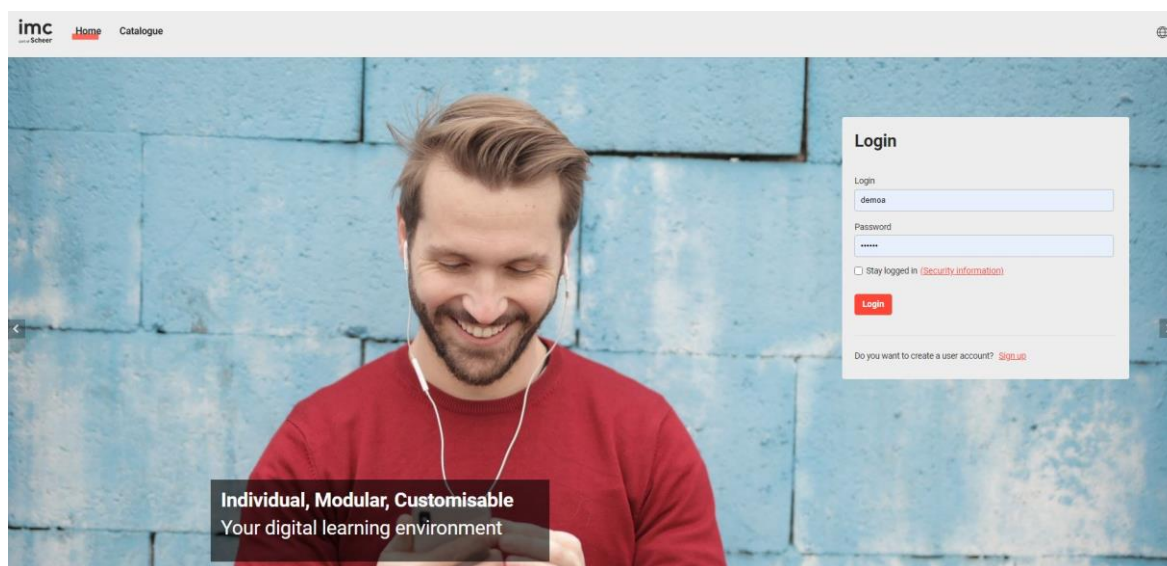 imc
Scheer
Home
Catalogue
Login
Login
demoa
Password
••••••
Stay logged in (Security information)
Login
Do you want to create a user account? Sign up
Individual, Modular, Customisable
Your digital learning environment